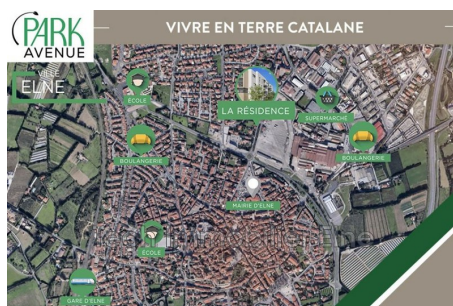 PARK
AVENUE
VIVRE EN TERRE CATALANE
VILLE
ELNE
ÉCOLE
LA RÉSIDENCE
SUPERMARCHÉ
BOULANGERIE
BOULANGERIE
MAIRIE D'ELNE
ÉCOLE
GARE D'ELNE